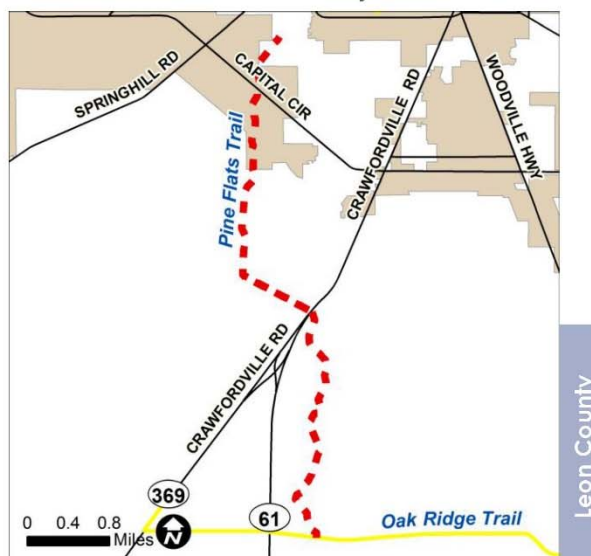 SPRINGHILL RD
CAPITAL CIR
CRAWFORDVILLE RD
WOODVILLE HWY
Pine Flats Trail
CRAWFORDVILLE RD
Leon County
369
61
Oak Ridge Trail
0 0.4 0.8
Miles
N